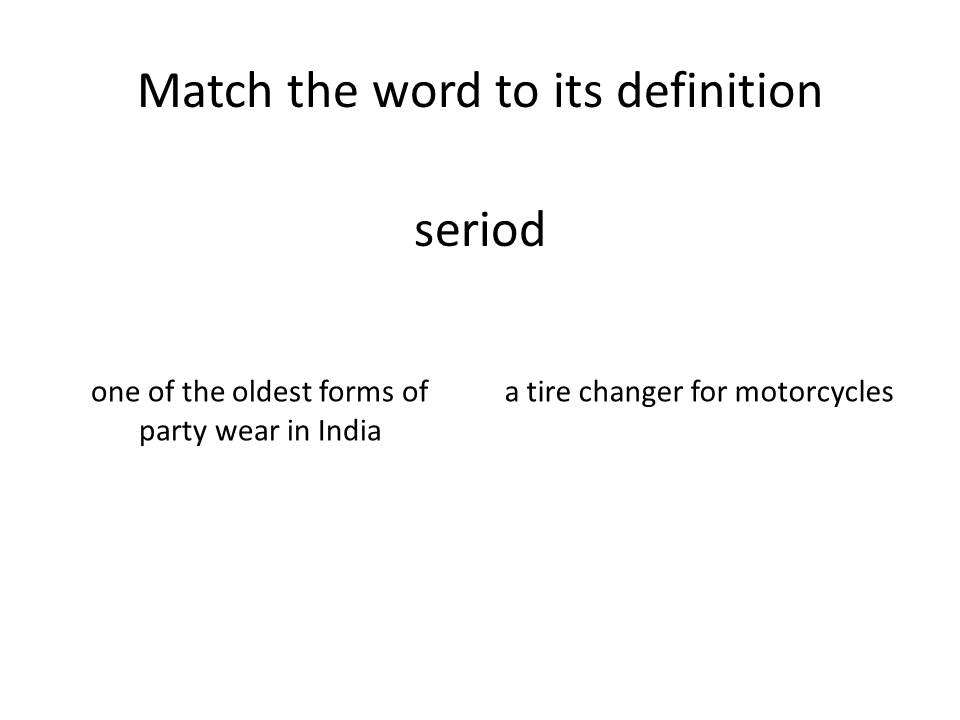 Match the word to its definition
seriod
one of the oldest forms of
party wear in India
a tire changer for motorcycles